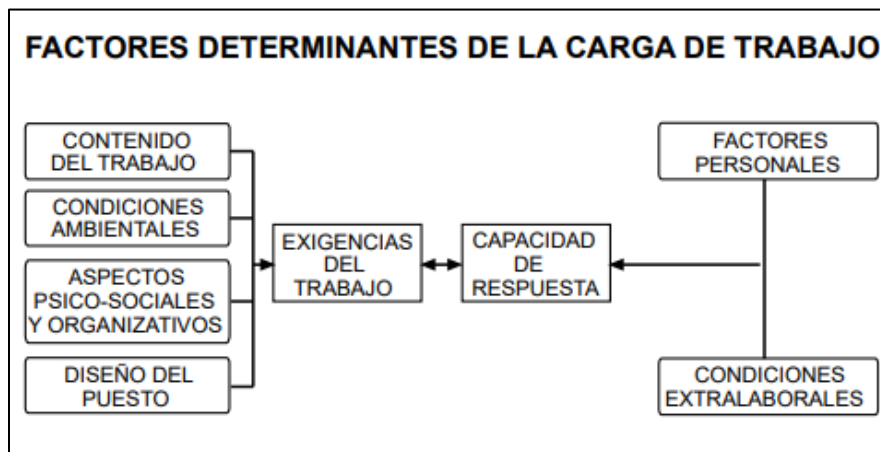 FACTORES DETERMINANTES DE LA CARGA DE TRABAJO
CONTENIDO
DEL TRABAJO
CONDICIONES
AMBIENTALES
ASPECTOS
PSICO-SOCIALES
Y ORGANIZATIVOS
DISEÑO DEL
PUESTO
EXIGENCIAS
DEL
TRABAJO
CAPACIDAD
DE
RESPUESTA
FACTORES
PERSONALES
CONDICIONES
EXTRALABORALES